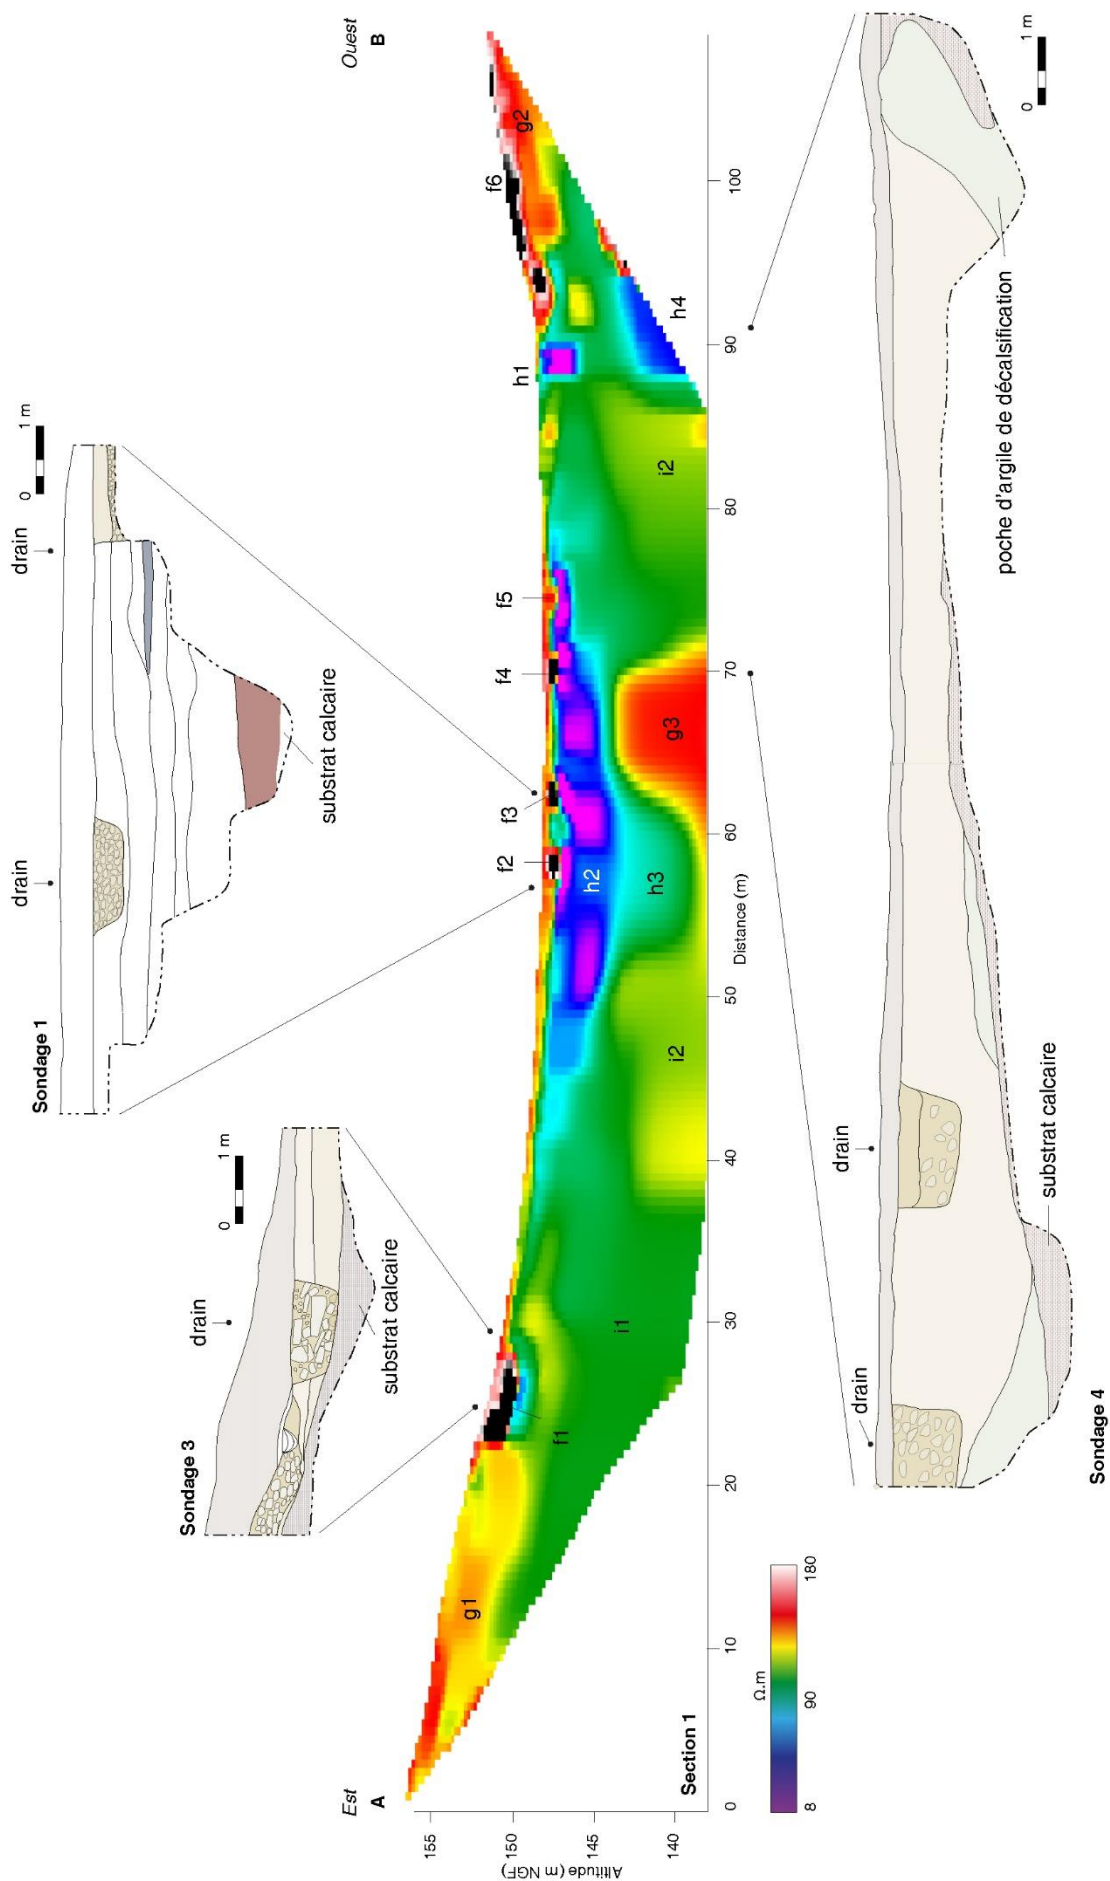 Sondage 1
drain
drain
0 1 m
substrat calcaire
Sondage 3
drain
0 1 m
substrat calcaire
Est
A
Ouest
B
f1
f2
f3
f4
f5
f6
g1
g2
g3
h1
h2
h3
h4
i1
i2
i2
155
150
145
140
Altitude (m NGF)
Section 1
0 10 20 30 40 50 60 70 80 90 100
Distance (m)
Ω.m
8 90 180
Sondage 4
drain
drain
substrat calcaire
poche d'argile de décalsification
0 1 m